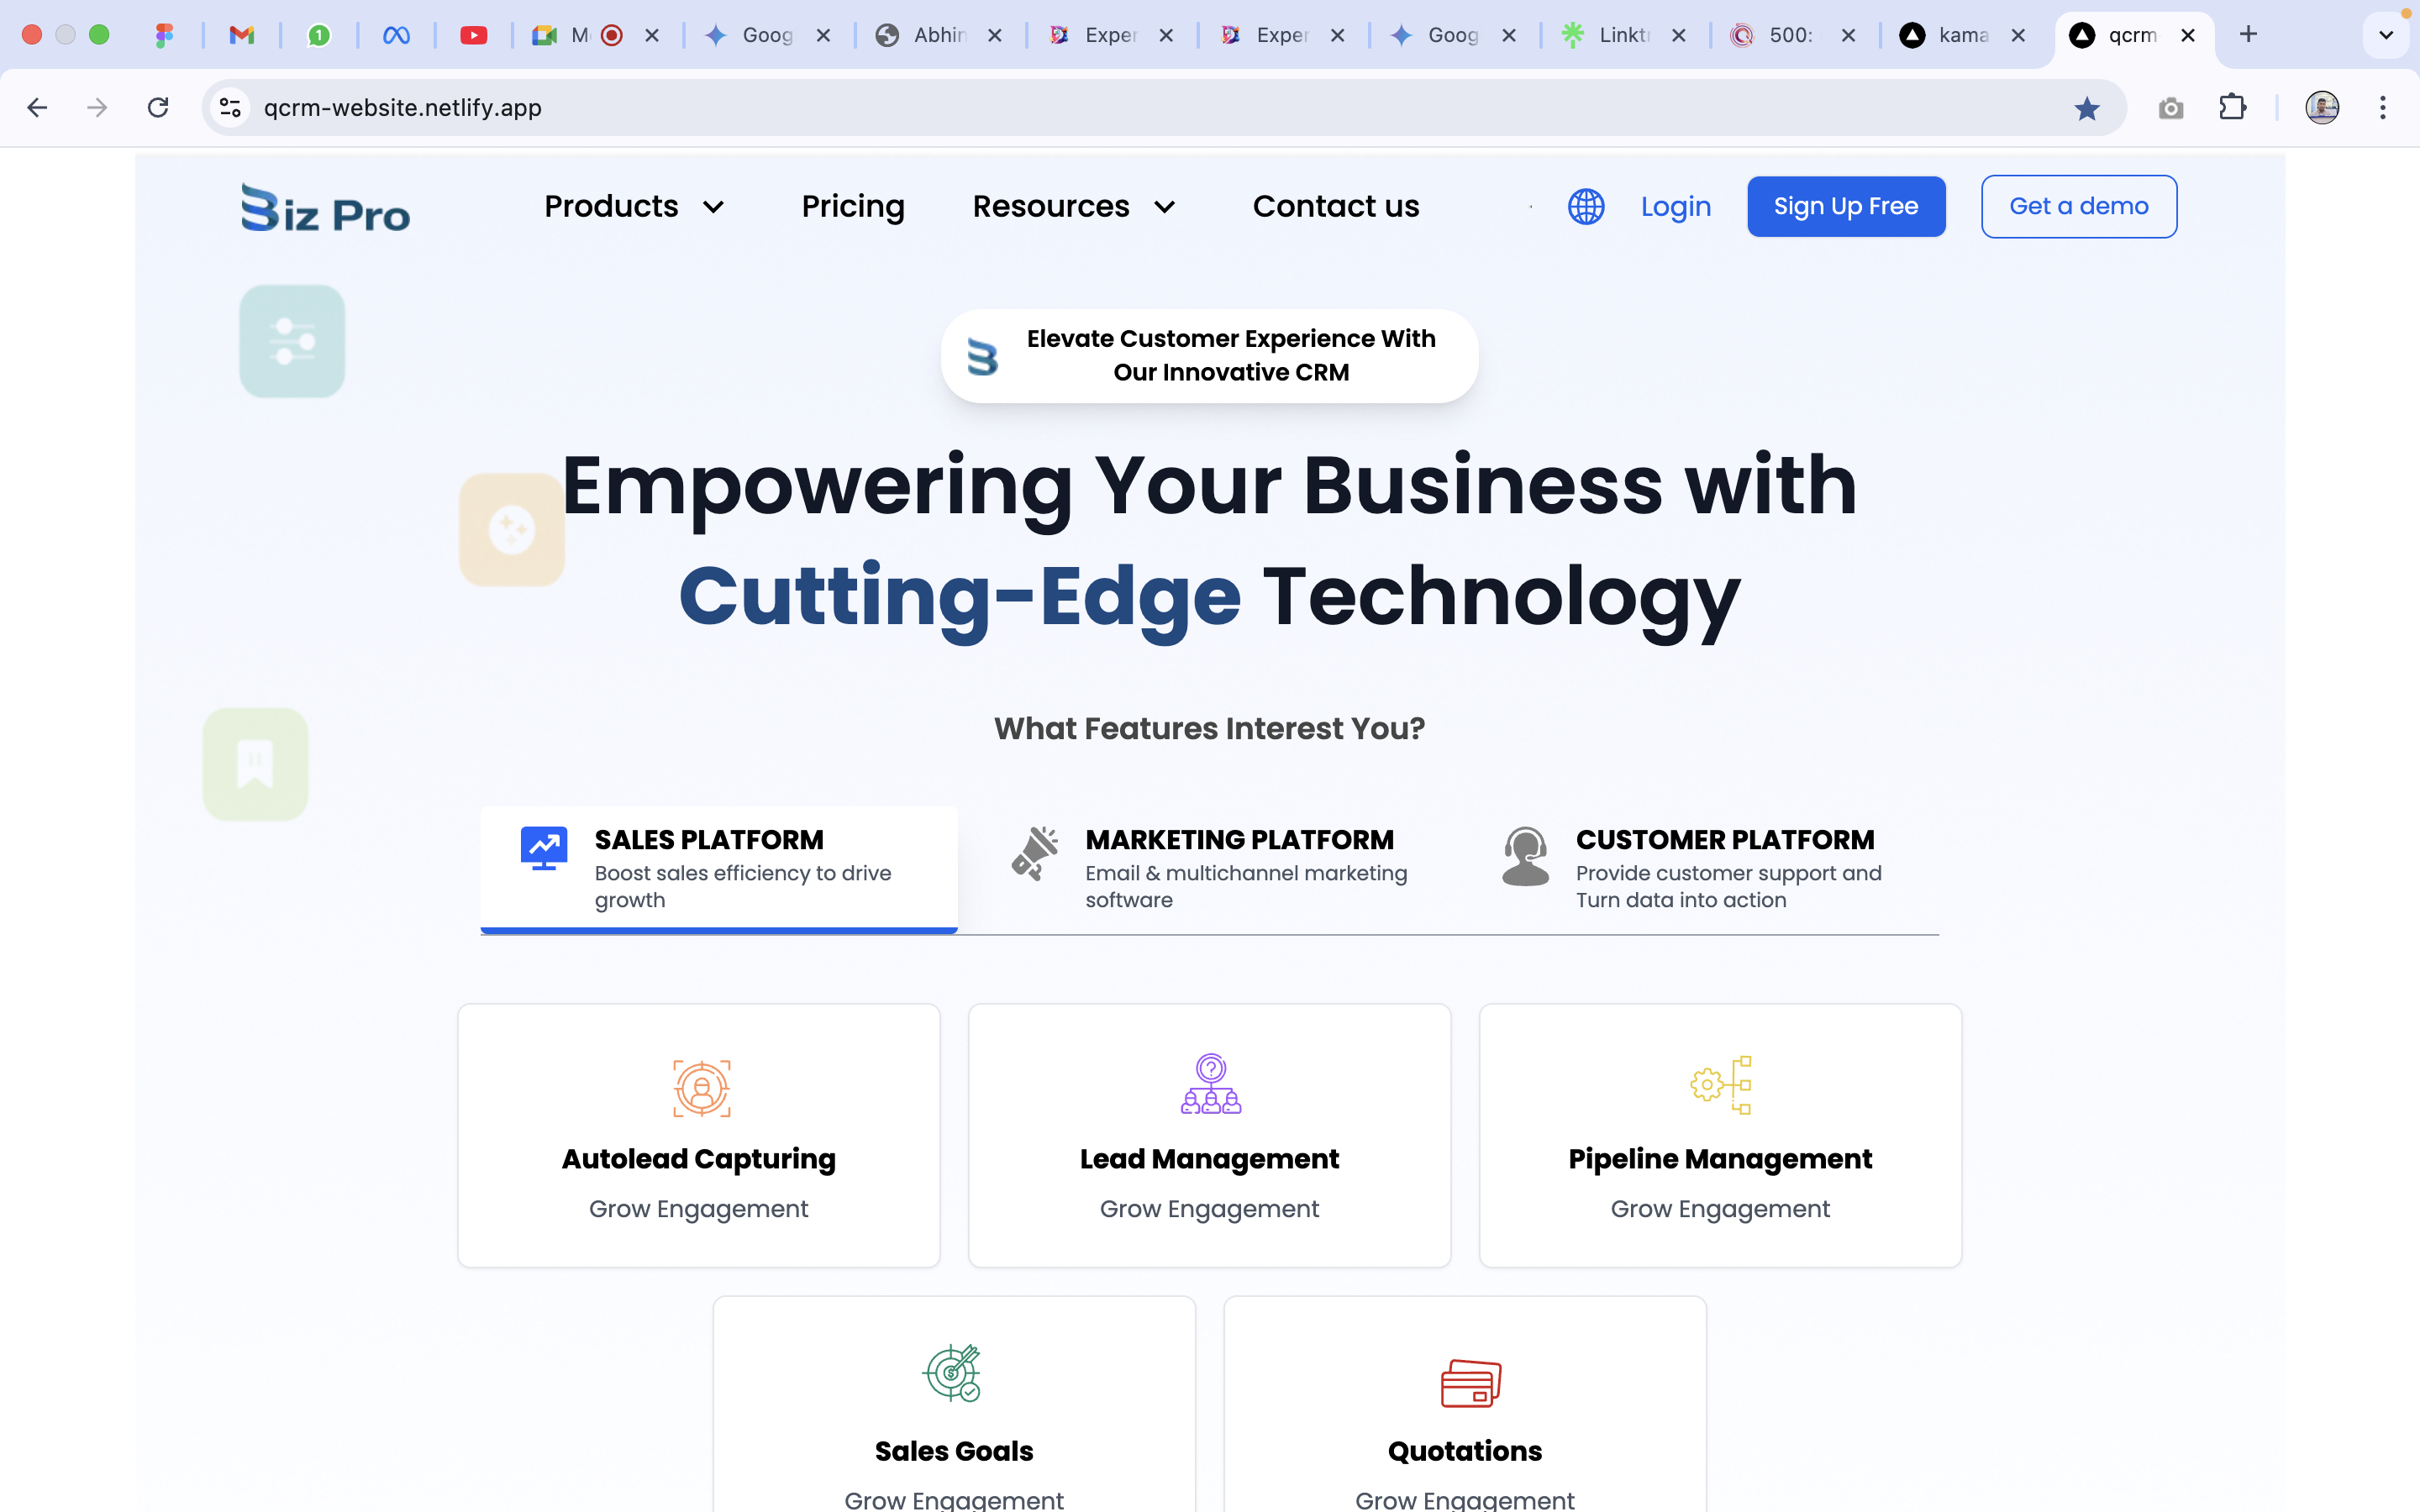 M
Goog
Abhin
Exper
Exper
Goog
Linktr
500:
kama
qcrm
qcrm-website.netlify.app
Biz Pro
Products
Pricing
Resources
Contact us
Login
Sign Up Free
Get a demo
Elevate Customer Experience With
Our Innovative CRM
Empowering Your Business with
Cutting-Edge Technology
What Features Interest You?
SALES PLATFORM
Boost sales efficiency to drive
growth
MARKETING PLATFORM
Email & multichannel marketing
software
CUSTOMER PLATFORM
Provide customer support and
Turn data into action
Autolead Capturing
Grow Engagement
Lead Management
Grow Engagement
Pipeline Management
Grow Engagement
Sales Goals
Grow Engagement
Quotations
Grow Engagement